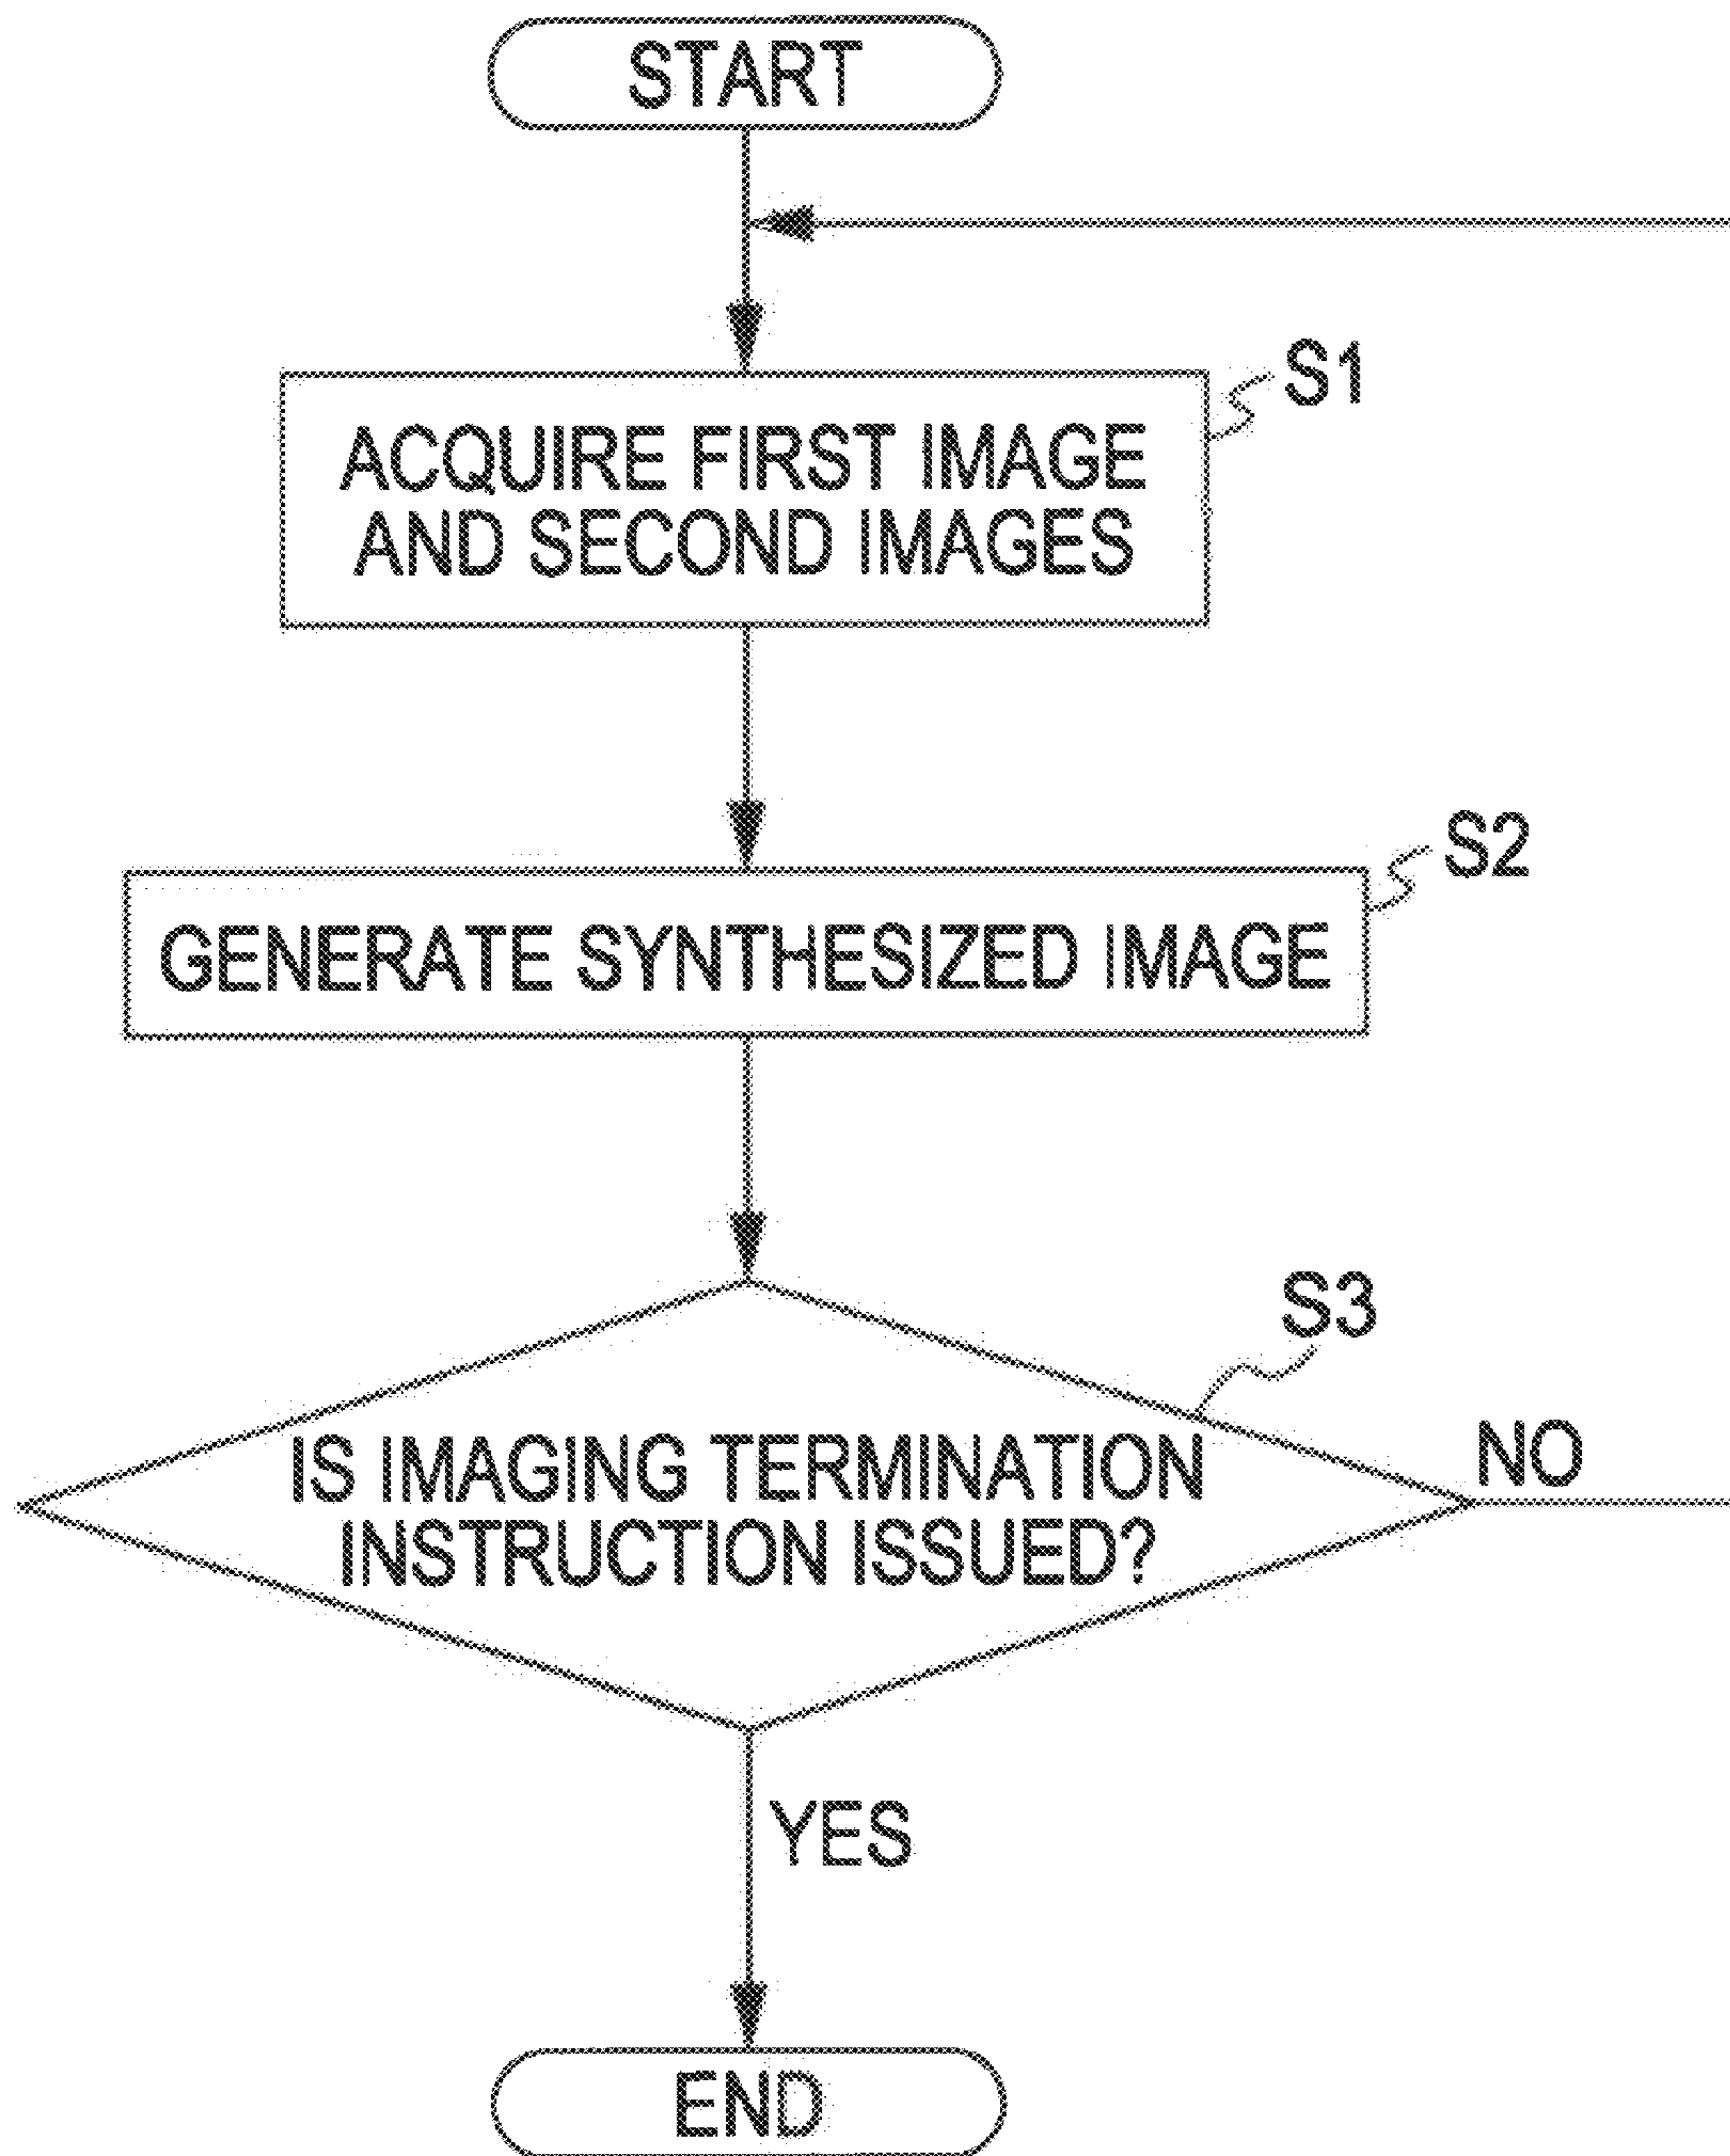 START
S1
ACQUIRE FIRST IMAGE
AND SECOND IMAGES
S2
GENERATE SYNTHESIZED IMAGE
S3
IS IMAGING TERMINATION
INSTRUCTION ISSUED?
NO
YES
END